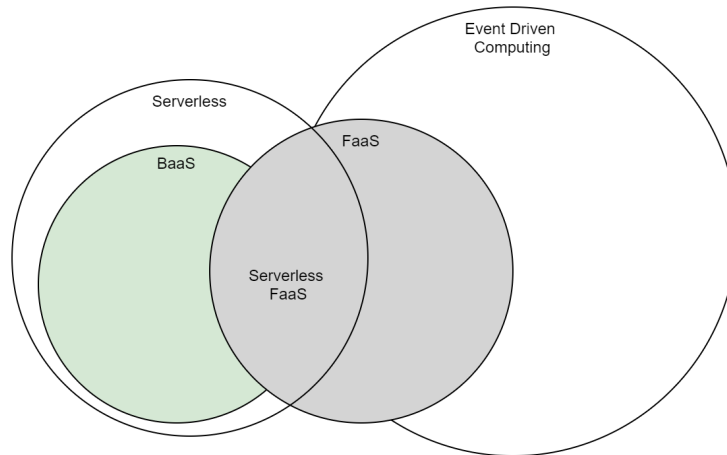 Event Driven
Computing
Serverless
FaaS
BaaS
Serverless
FaaS